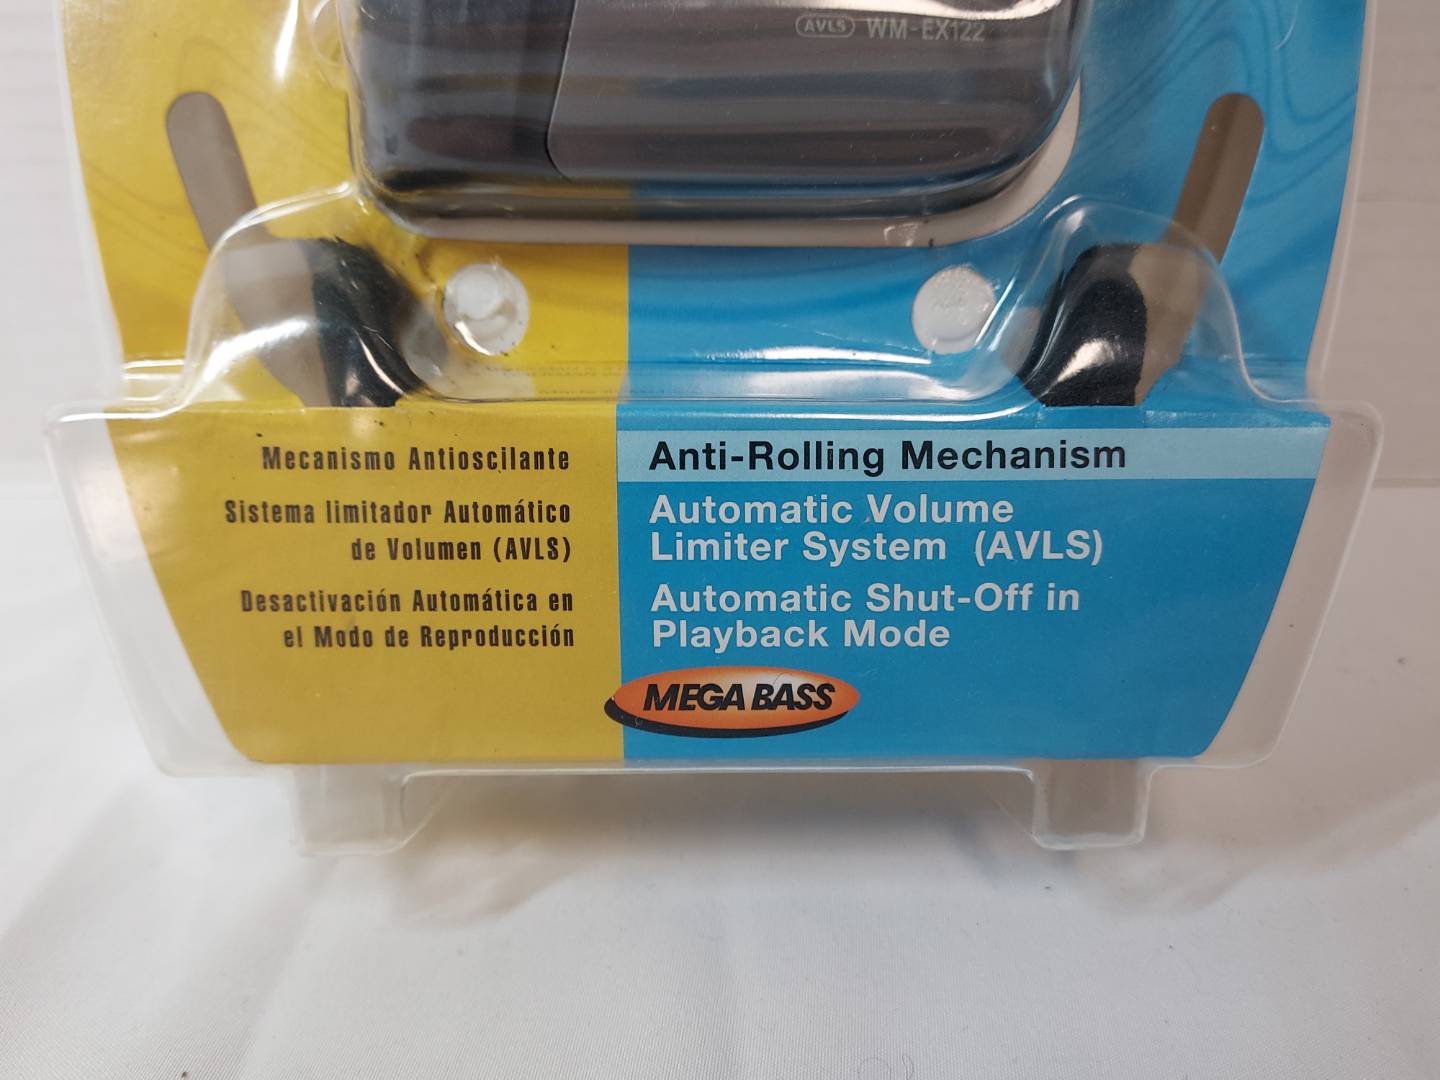 AVLS WM-EX122
Mecanismo Antioscilante
Sistema limitador Automático
de Volumen (AVLS)
Desactivación Automática en
el Modo de Reproducción
Anti-Rolling Mechanism
Automatic Volume
Limiter System (AVLS)
Automatic Shut-Off in
Playback Mode
MEGA BASS